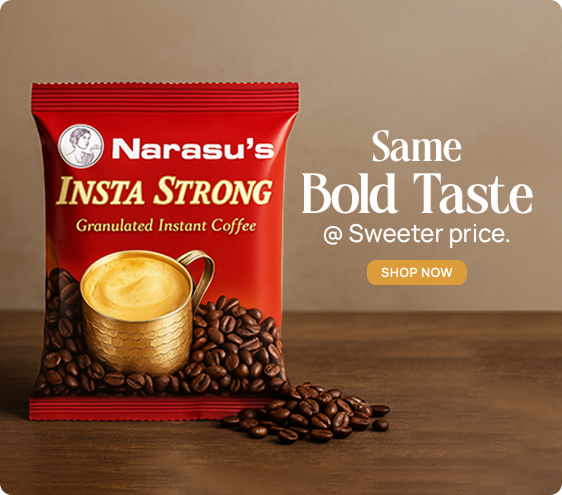 Narasu's
INSTA STRONG
Granulated Instant Coffee
Same
Bold Taste
@ Sweeter price.
SHOP NOW